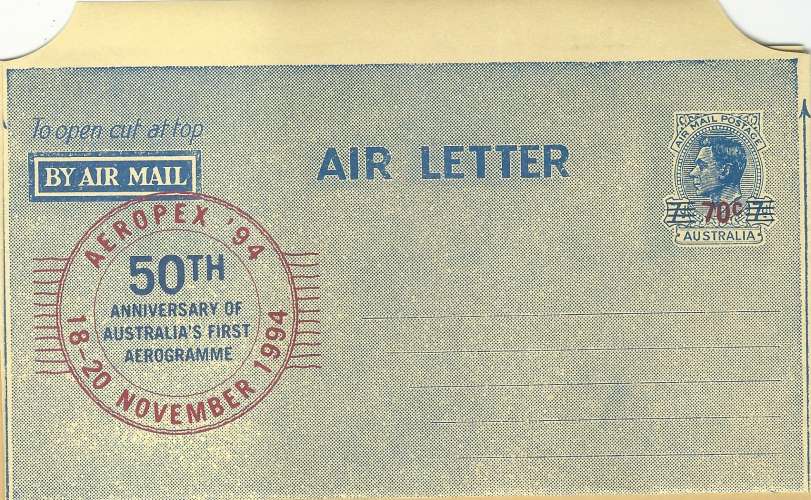 To open cut at top
BY AIR MAIL
AIR LETTER
AIR MAIL POSTAGE
70c
7D 7D
AUSTRALIA
AEROPEX '94
50TH
ANNIVERSARY OF
AUSTRALIA'S FIRST
AEROGRAMME
18-20 NOVEMBER 1994